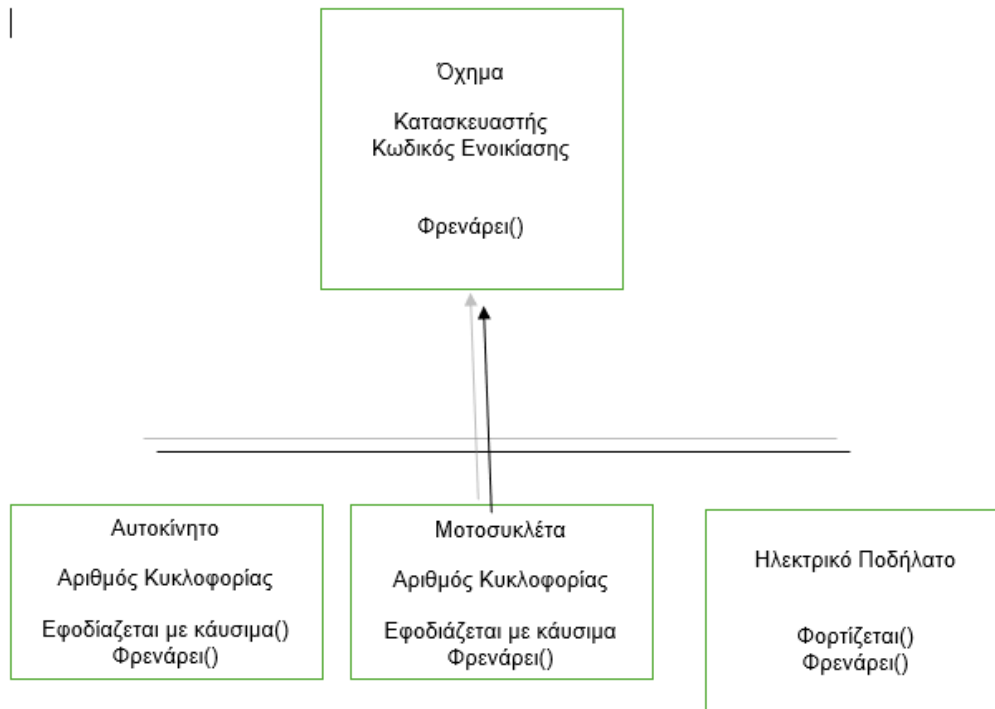 Όχημα
Κατασκευαστής
Κωδικός Ενοικίασης
Φρενάρει()
Αυτοκίνητο
Αριθμός Κυκλοφορίας
Εφοδίαζεται με κάυσιμα()
Φρενάρει()
Μοτοσυκλέτα
Αριθμός Κυκλοφορίας
Εφοδιάζεται με κάυσιμα
Φρενάρει()
Ηλεκτρικό Ποδήλατο
Φορτίζεται()
Φρενάρει()